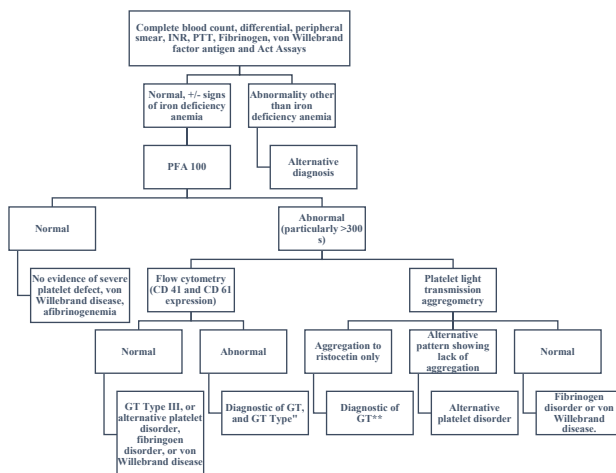 Complete blood count, differential, peripheral
smear, INR, PTT, Fibrinogen, von Willebrand
factor antigen and Act Assays
Normal, +/- signs
of iron deficiency
anemia
Abnormality other
than iron
deficiency anemia
PFA 100
Alternative
diagnosis
Normal
Abnormal
(particularly >300
s)
No evidence of severe
platelet defect, von
Willebrand disease,
afibrinogenemia
Flow cytometry
(CD 41 and CD 61
expression)
Platelet light
transmission
aggregometry
Normal
Abnormal
Aggregation to
ristocetin only
Alternative
pattern showing
lack of
aggregation
Normal
GT Type III, or
alternative platelet
disorder,
fibringoen
disorder, or von
Willebrand disease
Diagnostic of GT,
and GT Type"
Diagnostic of
GT**
Alternative
platelet disorder
Fibrinogen
disorder or von
Willebrand
disease.